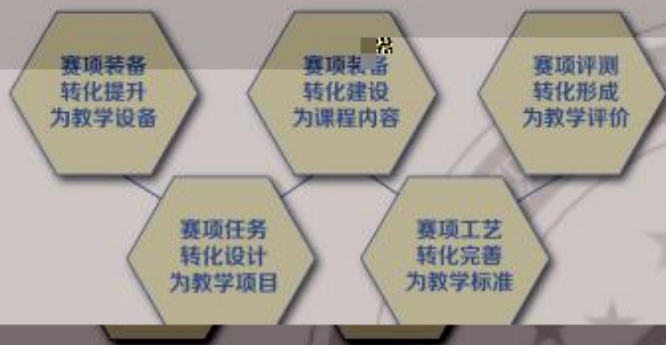 赛项装备
转化提升
为教学设备
赛项装备
转化建设
为课程内容
赛项评测
转化形成
为教学评价
赛项任务
转化设计
为教学项目
赛项工艺
转化完善
为教学标准